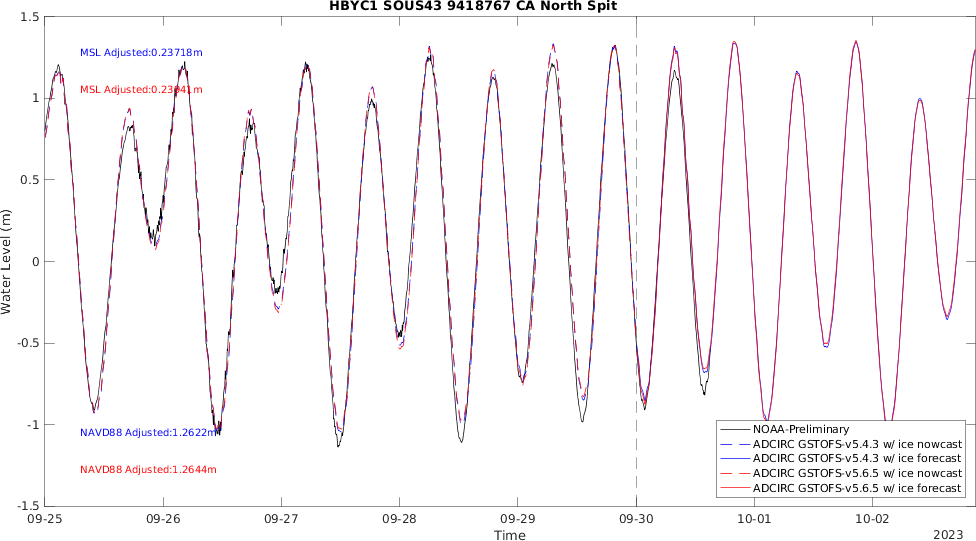 HBYC1 SOUS43 9418767 CA North Spit
1.5
MSL Adjusted:0.23718m
MSL Adjusted:0.23941m
1
0.5
Water Level (m)
0
-0.5
-1
NAVD88 Adjusted:1.2622m
NAVD88 Adjusted:1.2644m
-1.5
NOAA-Preliminary
ADCIRC GSTOFS-v5.4.3 w/ ice nowcast
ADCIRC GSTOFS-v5.4.3 w/ ice forecast
ADCIRC GSTOFS-v5.6.5 w/ ice nowcast
ADCIRC GSTOFS-v5.6.5 w/ ice forecast
09-25 09-26 09-27 09-28 09-29 09-30 10-01 10-02
Time
2023